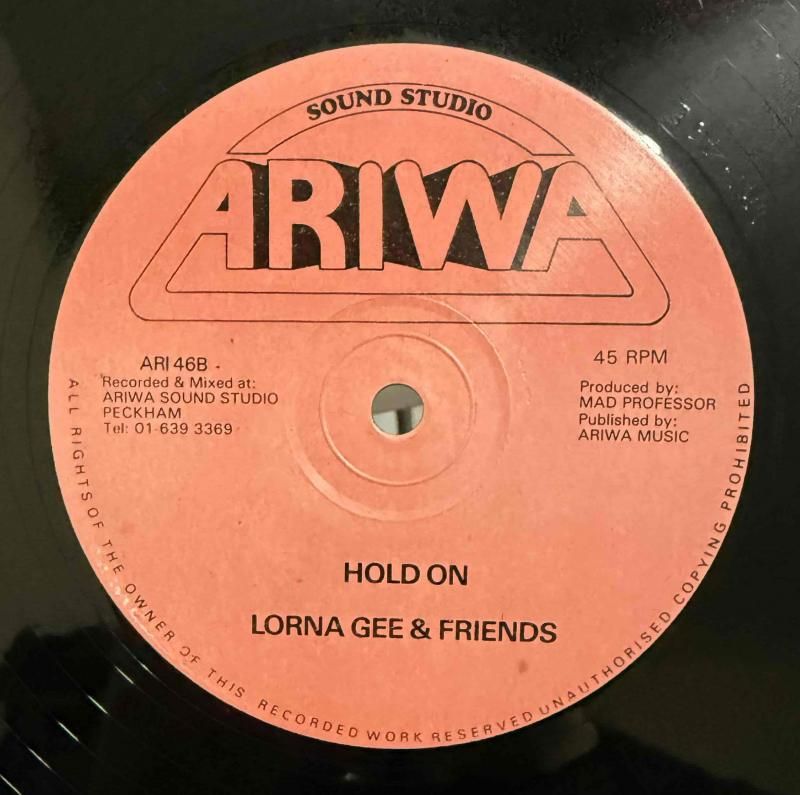 SOUND STUDIO
ARIWA
ARI 46B
Recorded & Mixed at:
ARIWA SOUND STUDIO
PECKHAM
Tel: 01-639 3369
45 RPM
Produced by:
MAD PROFESSOR
Published by:
ARIWA MUSIC
HOLD ON
LORNA GEE & FRIENDS
ALL RIGHTS OF THE OWNER OF THIS RECORDED WORK RESERVED UNAUTHORISED COPYING PROHIBITED